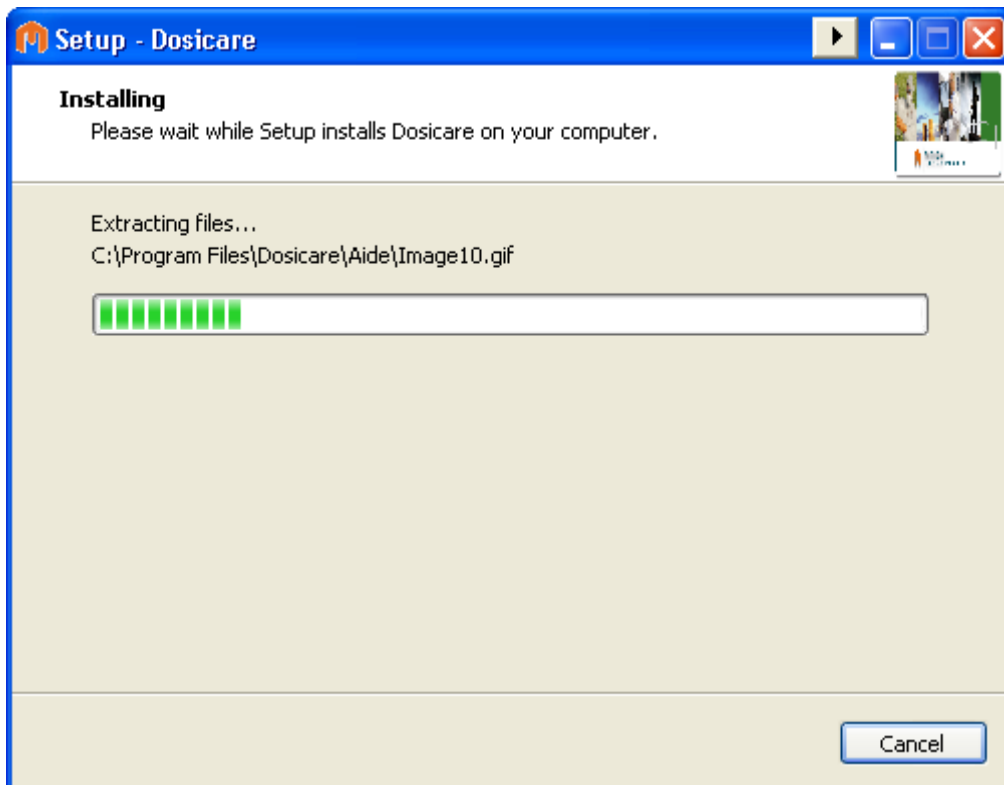 Setup - Dosicare
Installing
Please wait while Setup installs Dosicare on your computer.
Extracting files...
C:\Program Files\Dosicare\Aide\Image10.gif
Cancel